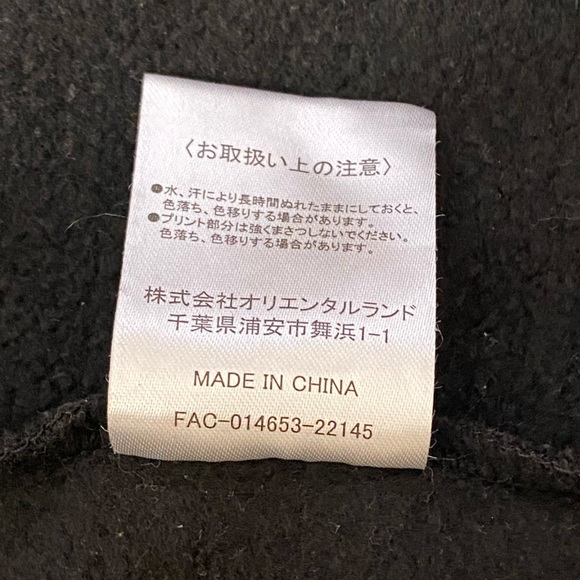 〈お取扱い上の注意〉
●水、汗により長時間ぬれたままにしておくと、
色落ち、色移りする場合があります。
●プリント部分は強くまさつしないでください。
色落ち、色移りする場合があります。
株式会社オリエンタルランド
千葉県浦安市舞浜1-1
MADE IN CHINA
FAC-014653-22145